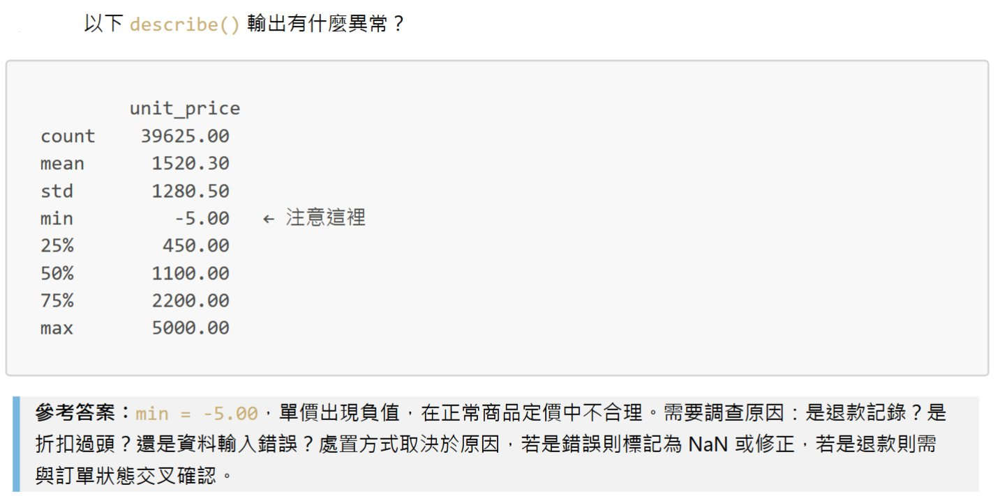 以下 describe() 輸出有什麼異常？
unit_price
count 39625.00
mean 1520.30
std 1280.50
min -5.00 ← 注意這裡
25% 450.00
50% 1100.00
75% 2200.00
max 5000.00
參考答案：min = -5.00，單價出現負值，在正常商品定價中不合理。需要調查原因：是退款記錄？是
折扣過頭？還是資料輸入錯誤？處置方式取決於原因，若是錯誤則標記為 NaN 或修正，若是退款則需
與訂單狀態交叉確認。